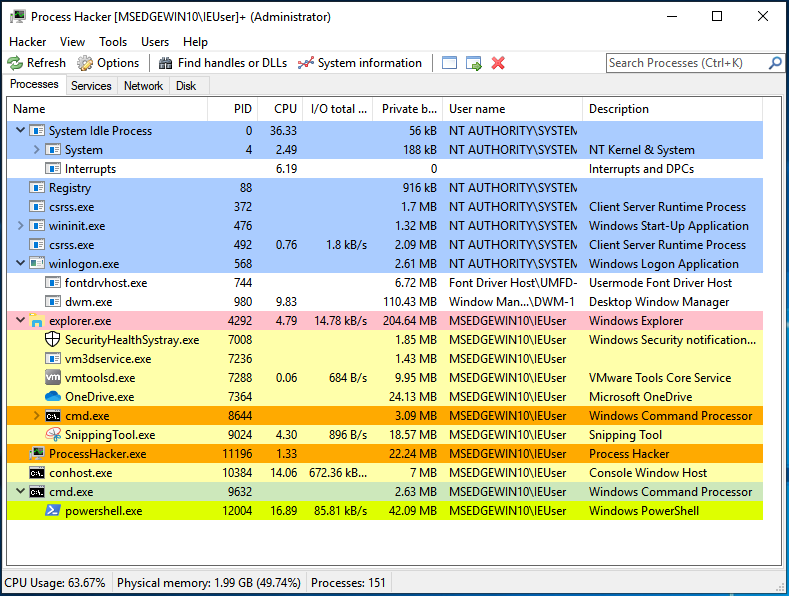 Process Hacker [MSEDGEWIN10\IEUser]+ (Administrator)
Hacker View Tools Users Help
Refresh Options Find handles or DLLs System information Search Processes (Ctrl+K)
Processes Services Network Disk
Name PID CPU I/O total ... Private b... User name Description
System Idle Process 0 36.33 56 kB NT AUTHORITY\SYSTEM
System 4 2.49 188 kB NT AUTHORITY\SYSTEM NT Kernel & System
Interrupts 6.19 0 Interrupts and DPCs
Registry 88 916 kB NT AUTHORITY\SYSTEM
csrss.exe 372 1.7 MB NT AUTHORITY\SYSTEM Client Server Runtime Process
wininit.exe 476 1.32 MB NT AUTHORITY\SYSTEM Windows Start-Up Application
csrss.exe 492 0.76 1.8 kB/s 2.09 MB NT AUTHORITY\SYSTEM Client Server Runtime Process
winlogon.exe 568 2.61 MB NT AUTHORITY\SYSTEM Windows Logon Application
fontdrvhost.exe 744 6.72 MB Font Driver Host\UMFD- Usermode Font Driver Host
dwm.exe 980 9.83 110.43 MB Window Man...\DWM-1 Desktop Window Manager
explorer.exe 4292 4.79 14.78 kB/s 204.64 MB MSEDGEWIN10\IEUser Windows Explorer
SecurityHealthSystray.exe 7008 1.85 MB MSEDGEWIN10\IEUser Windows Security notification...
vm3dservice.exe 7236 1.43 MB MSEDGEWIN10\IEUser
vm vmtoolsd.exe 7288 0.06 684 B/s 9.95 MB MSEDGEWIN10\IEUser VMware Tools Core Service
OneDrive.exe 7364 24.13 MB MSEDGEWIN10\IEUser Microsoft OneDrive
cmd.exe 8644 3.09 MB MSEDGEWIN10\IEUser Windows Command Processor
SnippingTool.exe 9024 4.30 896 B/s 18.57 MB MSEDGEWIN10\IEUser Snipping Tool
ProcessHacker.exe 11196 1.33 22.24 MB MSEDGEWIN10\IEUser Process Hacker
conhost.exe 10384 14.06 672.36 kB... 7 MB MSEDGEWIN10\IEUser Console Window Host
cmd.exe 9632 2.63 MB MSEDGEWIN10\IEUser Windows Command Processor
powershell.exe 12004 16.89 85.81 kB/s 42.09 MB MSEDGEWIN10\IEUser Windows PowerShell
CPU Usage: 63.67% Physical memory: 1.99 GB (49.74%) Processes: 151